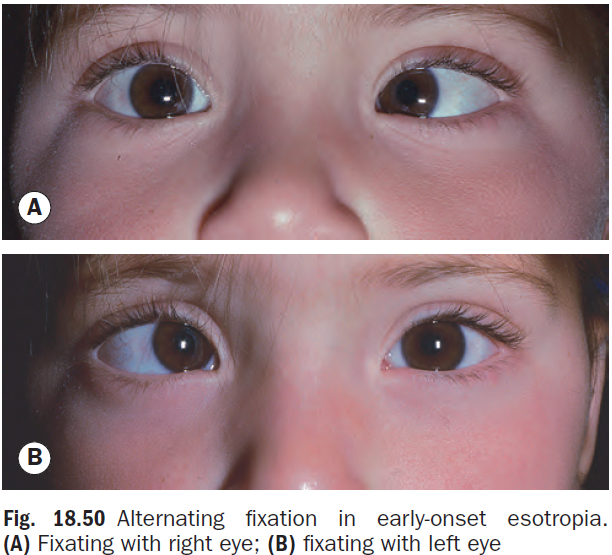 A
B
Fig. 18.50 Alternating fixation in early-onset esotropia.
(A) Fixating with right eye; (B) fixating with left eye